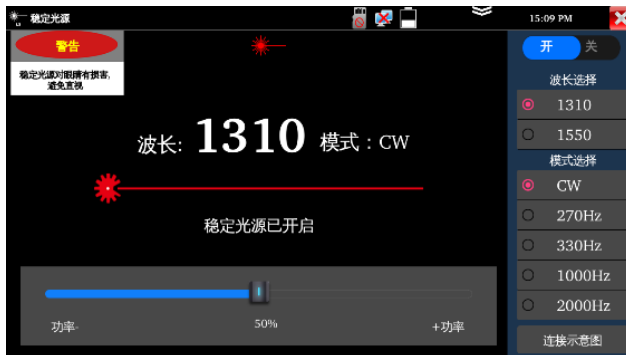 稳定光源
15:09 PM
警告
稳定光源对眼睛有损害,
避免直视
开 关
波长选择
1310
1550
波长: 1310 模式：CW
模式选择
CW
270Hz
330Hz
1000Hz
2000Hz
稳定光源已开启
功率- 50% +功率
连接示意图